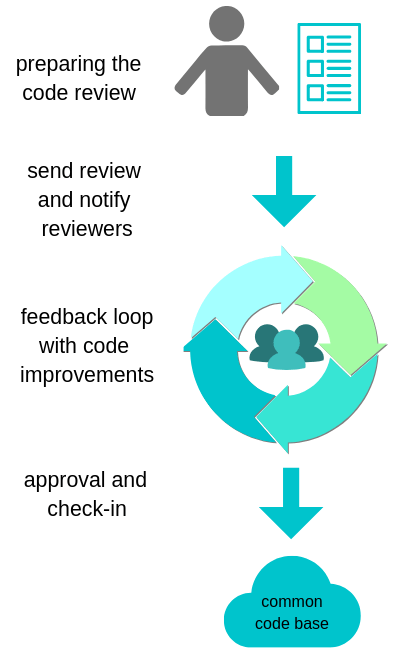 preparing the
code review
send review
and notify
reviewers
feedback loop
with code
improvements
approval and
check-in
common
code base